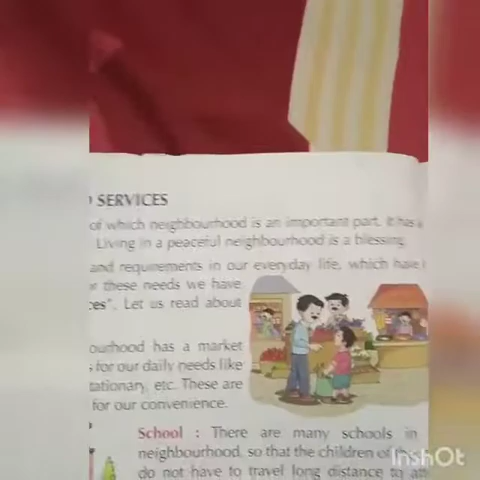 SERVICES
of which neighbourhood is an important part. It has a
Living in a peaceful neighbourhood is a blessing.
and requirements in our everyday life, which have
these needs we have
Let us read about
has a market
for our daily needs like
etc. These are
for our convenience.
School : There are many schools in
neighbourhood, so that the children of
do not have to travel long distance to
InshOt